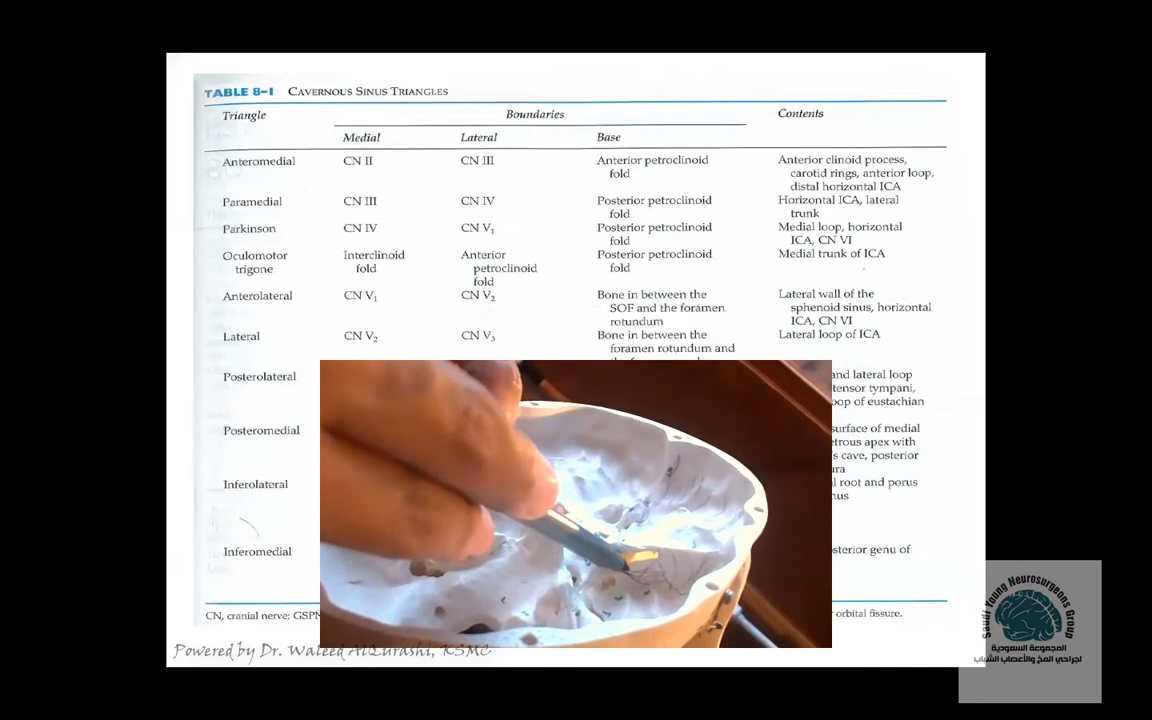 TABLE 8-1 CAVERNOUS SINUS TRIANGLES
Triangle Boundaries Contents
Medial Lateral Base
Anteromedial CN II CN III Anterior petroclinoid Anterior clinoid process,
fold carotid rings, anterior loop,
distal horizontal ICA
Paramedial CN III CN IV Posterior petroclinoid Horizontal ICA, lateral
fold trunk
Parkinson CN IV CN V1 Posterior petroclinoid Medial loop, horizontal
fold ICA, CN VI
Oculomotor Interclinoid Anterior Posterior petroclinoid Medial trunk of ICA
trigone fold petroclinoid fold
fold
Anterolateral CN V1 CN V2 Bone in between the Lateral wall of the
SOF and the foramen sphenoid sinus, horizontal
rotundum ICA, CN VI
Lateral CN V2 CN V3 Bone in between the Lateral loop of ICA
foramen rotundum and
Posterolateral and lateral loop
tensor tympani,
oop of eustachian
Posteromedial surface of medial
trous apex with
s cave, posterior
ura
Inferolateral l root and porus
nus
Inferomedial osterior genu of
CN, cranial nerve; GSPN orbital fissure.
Powered by Dr. Waleed AlQurashi, KSMC
Saudi Young Neurosurgeons Group
المجموعة السعودية
لجراحي المخ والأعصاب الشباب